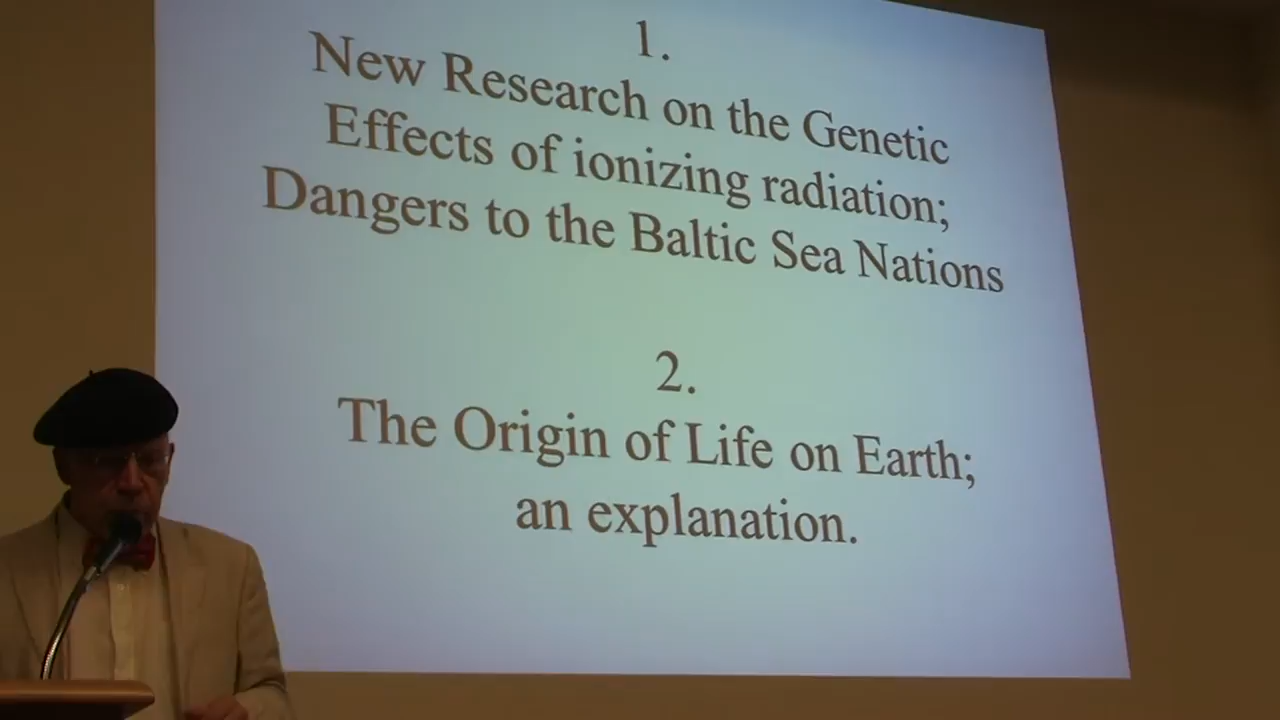 1.
New Research on the Genetic
Effects of ionizing radiation;
Dangers to the Baltic Sea Nations
2.
The Origin of Life on Earth;
an explanation.